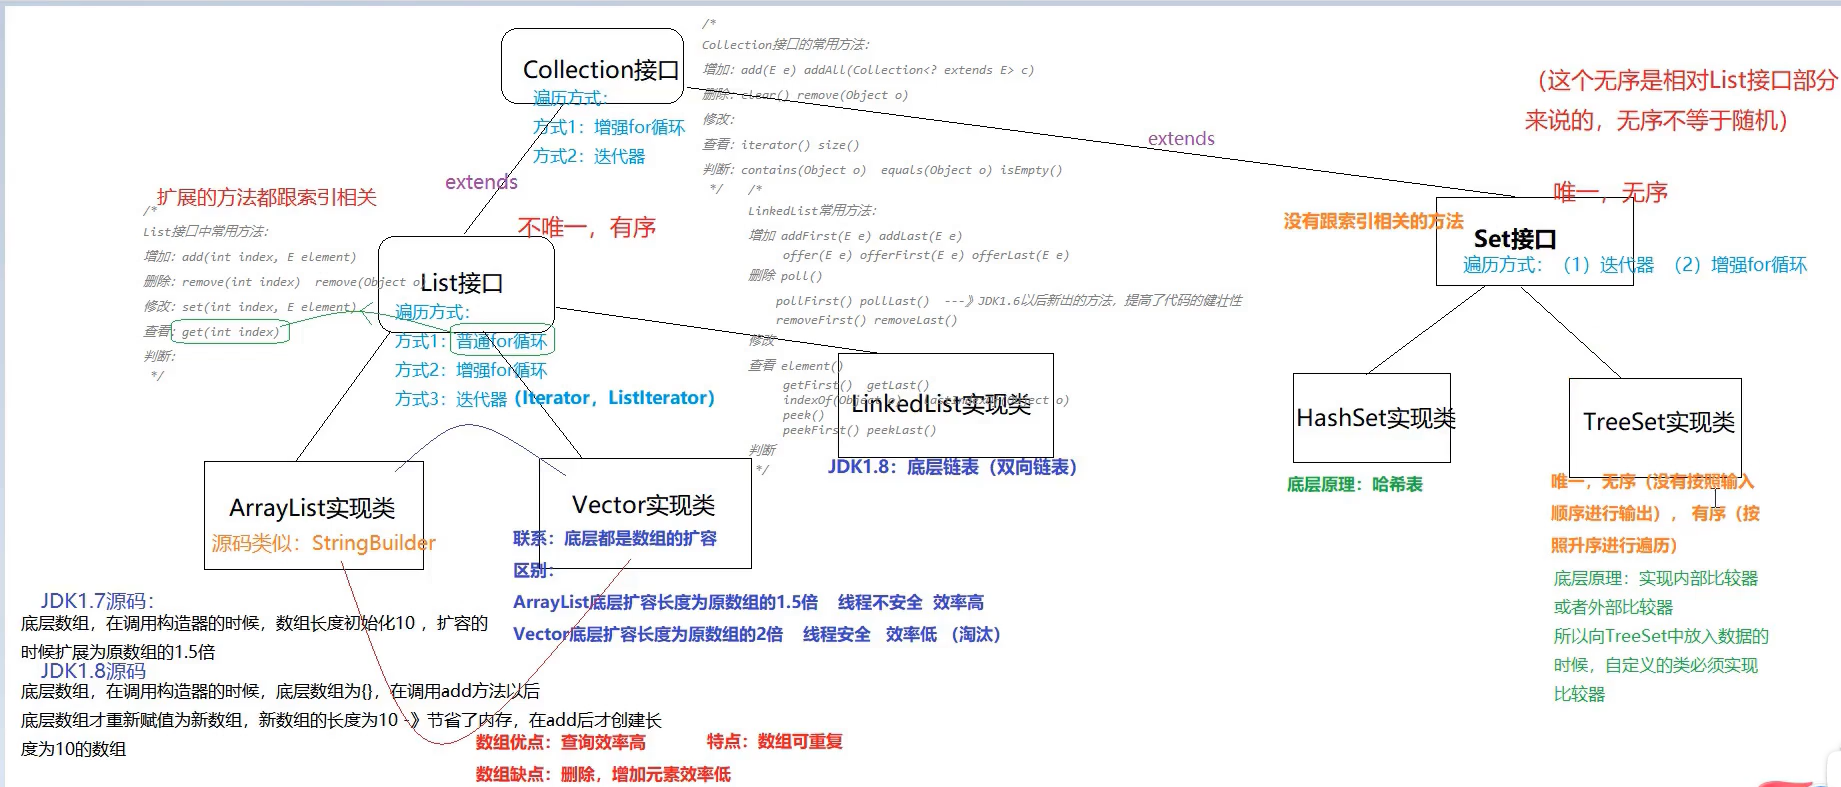 Collection接口
遍历方式：
方式1：增强for循环
方式2：迭代器
/*
Collection接口的常用方法：
增加：add(E e) addAll(Collection<? extends E> c)
删除：clear() remove(Object o)
修改：
查看：iterator() size()
判断：contains(Object o)  equals(Object o) isEmpty()
*/
extends
extends
（这个无序是相对List接口部分
来说的，无序不等于随机）
扩展的方法都跟索引相关
/*
List接口中常用方法：
增加：add(int index, E element)
删除：remove(int index)  remove(Object o)
修改：set(int index, E element)
查看：get(int index)
判断：
*/
不唯一，有序
List接口
遍历方式：
方式1：普通for循环
方式2：增强for循环
方式3：迭代器（Iterator，ListIterator）
/*
LinkedList常用方法：
增加 addFirst(E e) addLast(E e)
offer(E e) offerFirst(E e) offerLast(E e)
删除 poll()
pollFirst() pollLast()  ---》JDK1.6以后新出的方法，提高了代码的健壮性
removeFirst() removeLast()
修改
查看 element()
getFirst()  getLast()
indexOf(Object o)   lastIndexOf(Object o)
peek()
peekFirst() peekLast()
判断
*/
LinkedList实现类
JDK1.8：底层链表（双向链表）
唯一，无序
没有跟索引相关的方法
Set接口
遍历方式：（1）迭代器 （2）增强for循环
HashSet实现类
底层原理：哈希表
TreeSet实现类
唯一，无序（没有按照输入
顺序进行输出），有序（按
照升序进行遍历）
底层原理：实现内部比较器
或者外部比较器
所以向TreeSet中放入数据的
时候，自定义的类必须实现
比较器
ArrayList实现类
源码类似：StringBuilder
Vector实现类
联系：底层都是数组的扩容
区别：
ArrayList底层扩容长度为原数组的1.5倍   线程不安全  效率高
Vector底层扩容长度为原数组的2倍   线程安全  效率低 （淘汰）
JDK1.7源码：
底层数组，在调用构造器的时候，数组长度初始化10 ，扩容的
时候扩展为原数组的1.5倍
JDK1.8源码
底层数组，在调用构造器的时候，底层数组为{}，在调用add方法以后
底层数组才重新赋值为新数组，新数组的长度为10 -》节省了内存，在add后才创建长
度为10的数组
数组优点：查询效率高    特点：数组可重复
数组缺点：删除，增加元素效率低